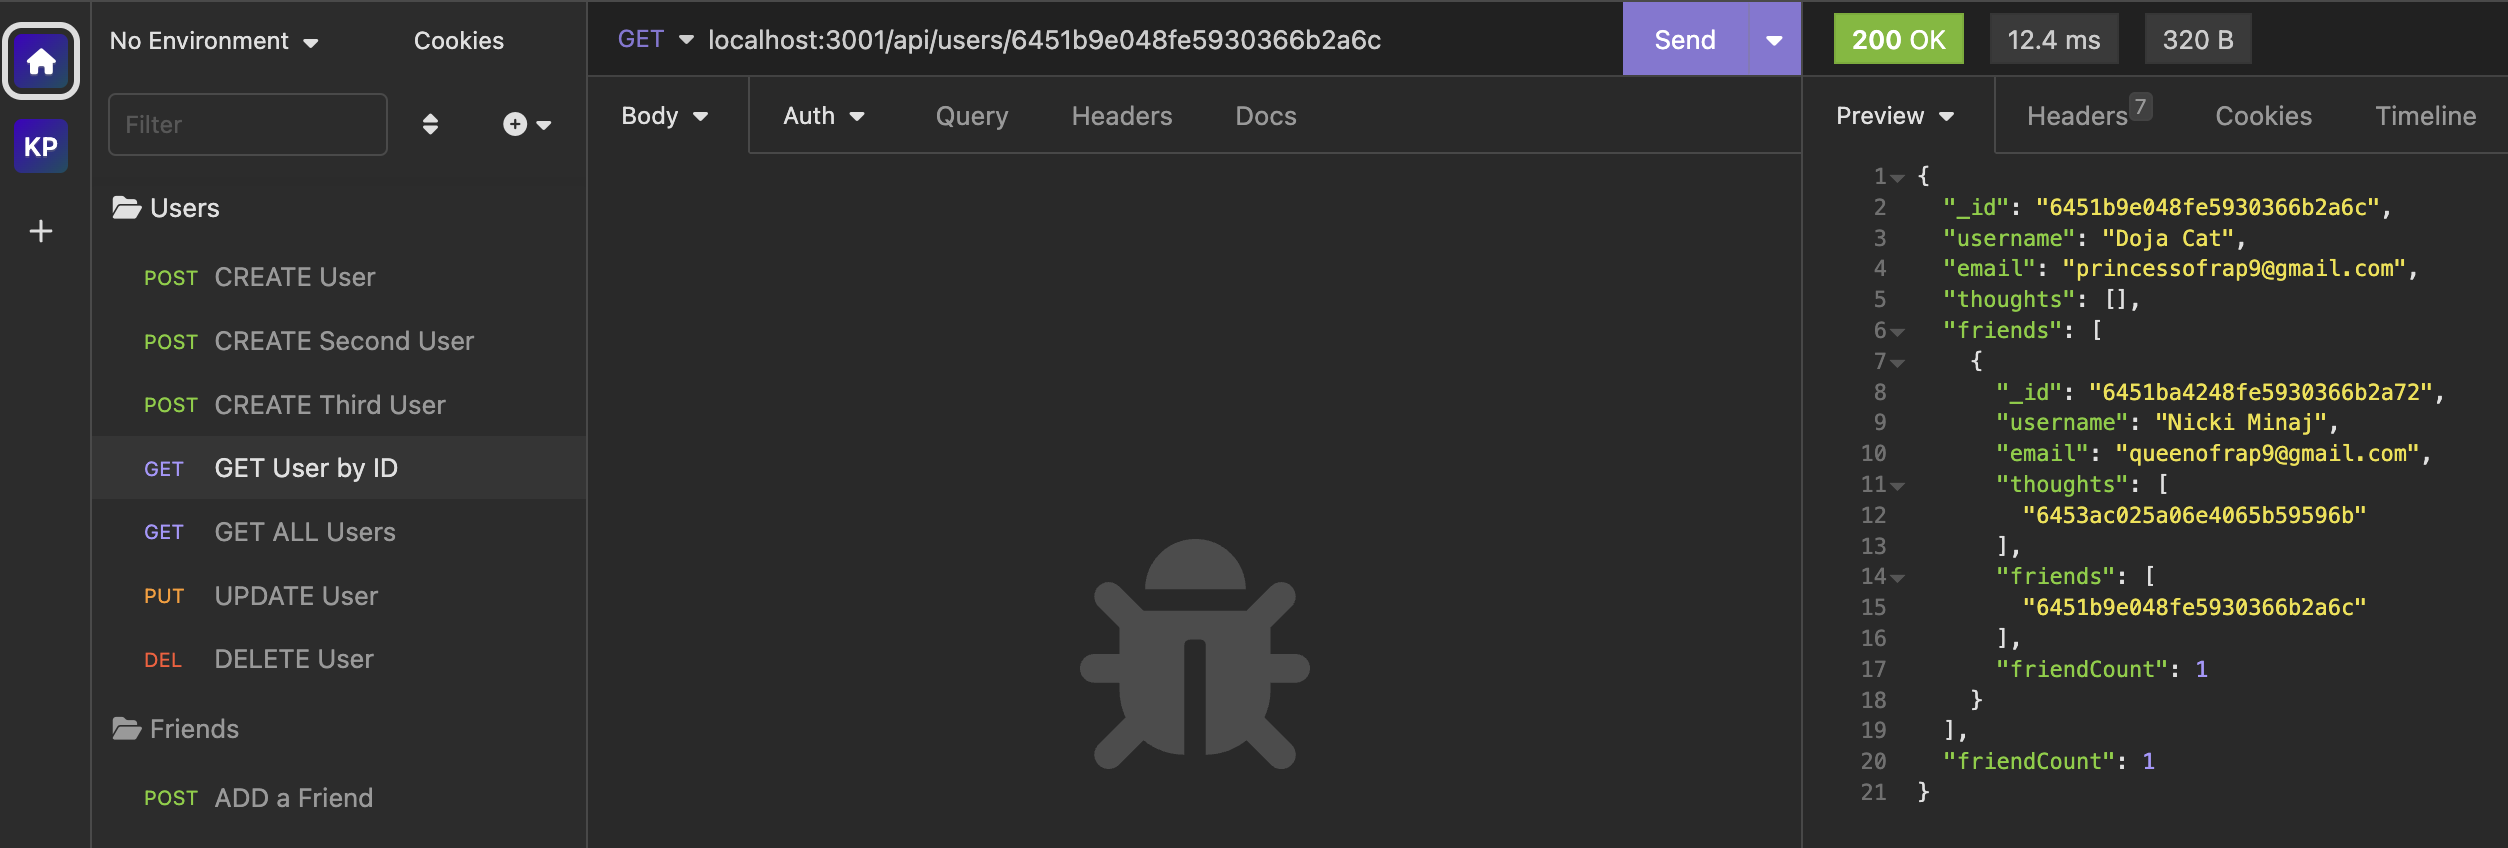 No Environment
Cookies
KP
Filter
Users
POST CREATE User
POST CREATE Second User
POST CREATE Third User
GET GET User by ID
GET GET ALL Users
PUT UPDATE User
DEL DELETE User
Friends
POST ADD a Friend
GET localhost:3001/api/users/6451b9e048fe5930366b2a6c Send
Body Auth Query Headers Docs
200 OK 12.4 ms 320 B
Preview Headers 7 Cookies Timeline
1 {
2 "_id": "6451b9e048fe5930366b2a6c",
3 "username": "Doja Cat",
4 "email": "princessofrap9@gmail.com",
5 "thoughts": [],
6 "friends": [
7 {
8 "_id": "6451ba4248fe5930366b2a72",
9 "username": "Nicki Minaj",
10 "email": "queenofrap9@gmail.com",
11 "thoughts": [
12 "6453ac025a06e4065b59596b"
13 ],
14 "friends": [
15 "6451b9e048fe5930366b2a6c"
16 ],
17 "friendCount": 1
18 }
19 ],
20 "friendCount": 1
21 }